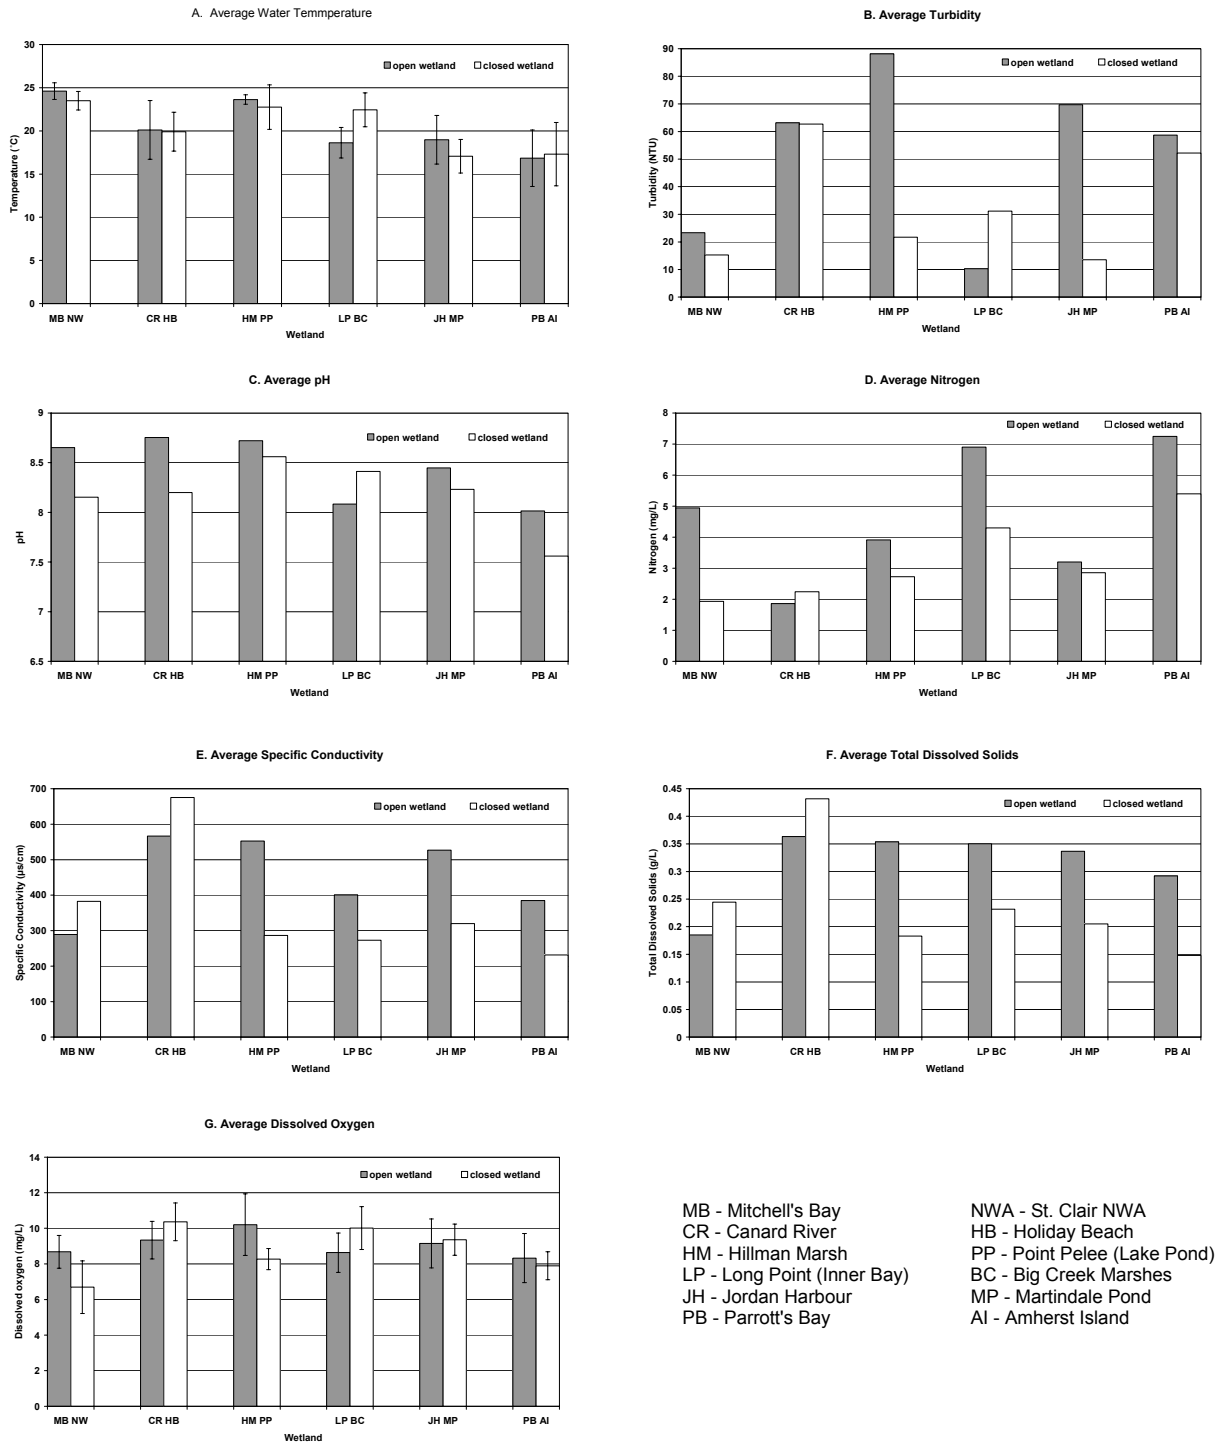 A. Average Water Temmperature
open wetland closed wetland
Temperature (˚C)
30
25
20
15
10
5
0
MB NW CR HB HM PP LP BC JH MP PB AI
Wetland
B. Average Turbidity
open wetland closed wetland
Turbidity (NTU)
90
80
70
60
50
40
30
20
10
0
MB NW CR HB HM PP LP BC JH MP PB AI
Wetland
C. Average pH
open wetland closed wetland
pH
9
8.5
8
7.5
7
6.5
MB NW CR HB HM PP LP BC JH MP PB AI
Wetland
D. Average Nitrogen
open wetland closed wetland
Nitrogen (mg/L)
8
7
6
5
4
3
2
1
0
MB NW CR HB HM PP LP BC JH MP PB AI
Wetland
E. Average Specific Conductivity
open wetland closed wetland
Specific Conductivity (µs/cm)
700
600
500
400
300
200
100
0
MB NW CR HB HM PP LP BC JH MP PB AI
Wetland
F. Average Total Dissolved Solids
open wetland closed wetland
Total Dissolved Solids (g/L)
0.45
0.4
0.35
0.3
0.25
0.2
0.15
0.1
0.05
0
MB NW CR HB HM PP LP BC JH MP PB AI
Wetland
G. Average Dissolved Oxygen
open wetland closed wetland
Dissolved oxygen (mg/L)
14
12
10
8
6
4
2
0
MB NW CR HB HM PP LP BC JH MP PB AI
Wetland
MB - Mitchell's Bay NWA - St. Clair NWA
CR - Canard River HB - Holiday Beach
HM - Hillman Marsh PP - Point Pelee (Lake Pond)
LP - Long Point (Inner Bay) BC - Big Creek Marshes
JH - Jordan Harbour MP - Martindale Pond
PB - Parrott's Bay AI - Amherst Island